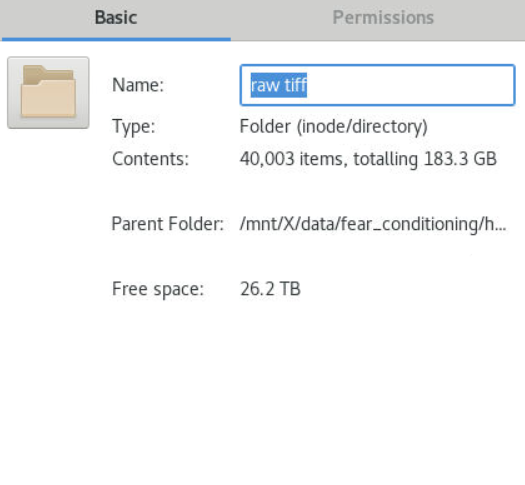 Basic Permissions
Name: raw tiff
Type: Folder (inode/directory)
Contents: 40,003 items, totalling 183.3 GB
Parent Folder: /mnt/X/data/fear_conditioning/h...
Free space: 26.2 TB